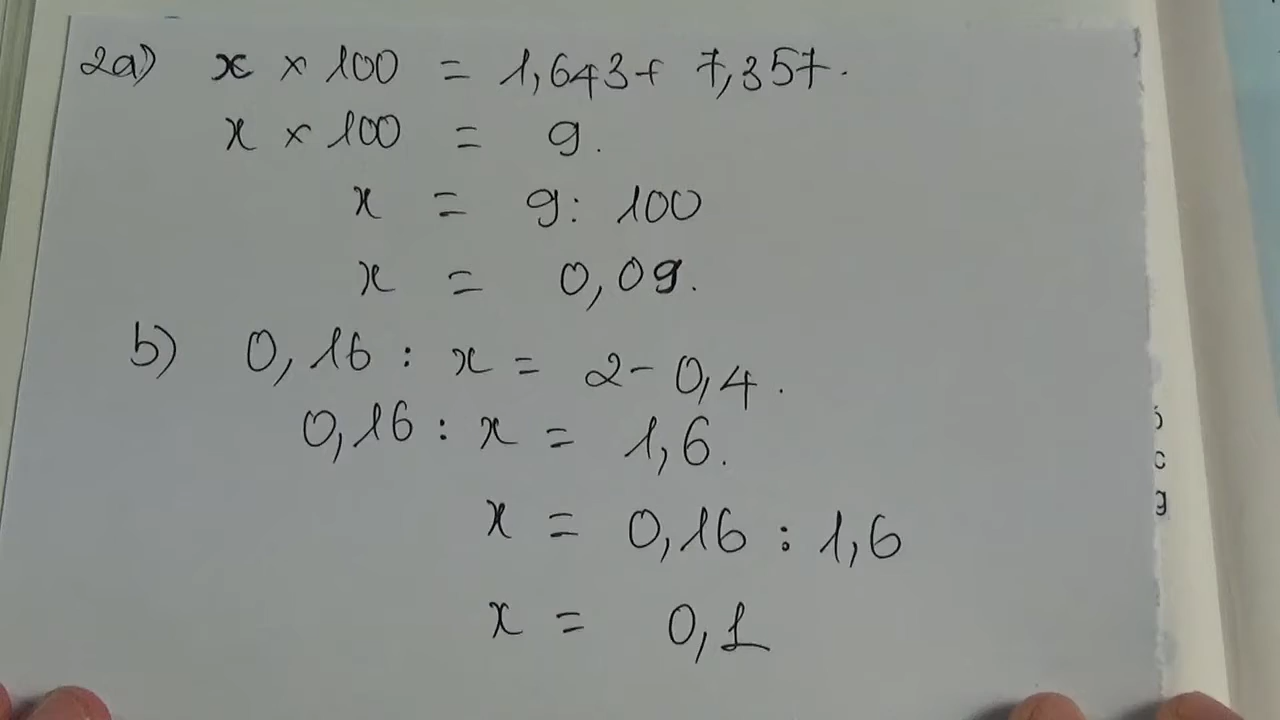 2a) x × 100 = 1,643 + 7,357.
x × 100 = 9.
x = 9 : 100
x = 0,09.
b) 0,16 : x = 2 - 0,4.
0,16 : x = 1,6.
x = 0,16 : 1,6
x = 0,1